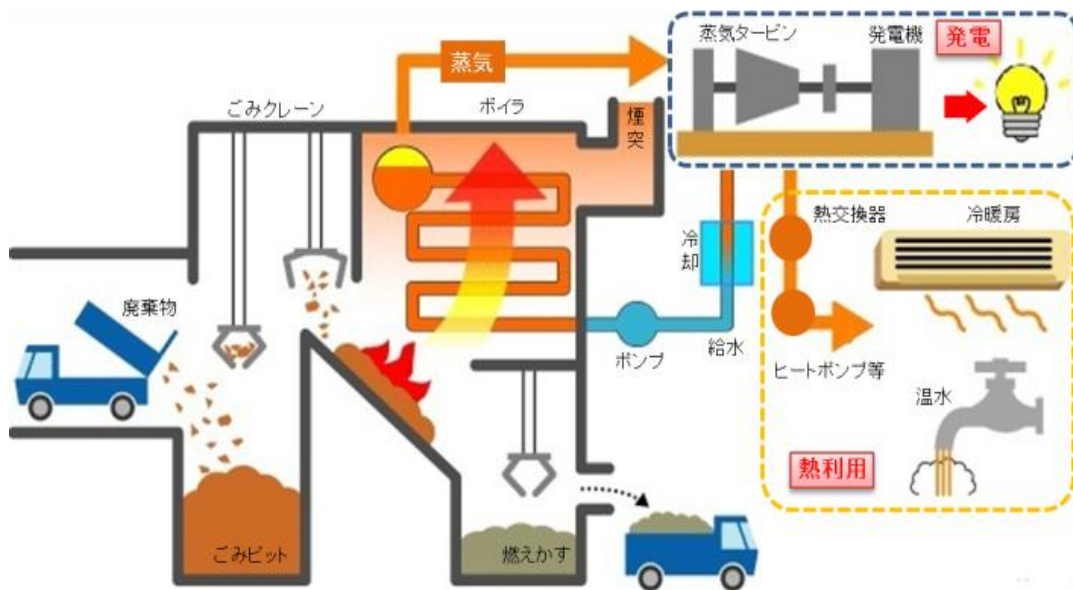 蒸気タービン
発電機
発電
蒸気
ごみクレーン
ボイラ
煙
突
熱交換器
冷暖房
冷
却
廃棄物
ポンプ
給水
ヒートポンプ等
温水
熱利用
ごみピット
燃えかす